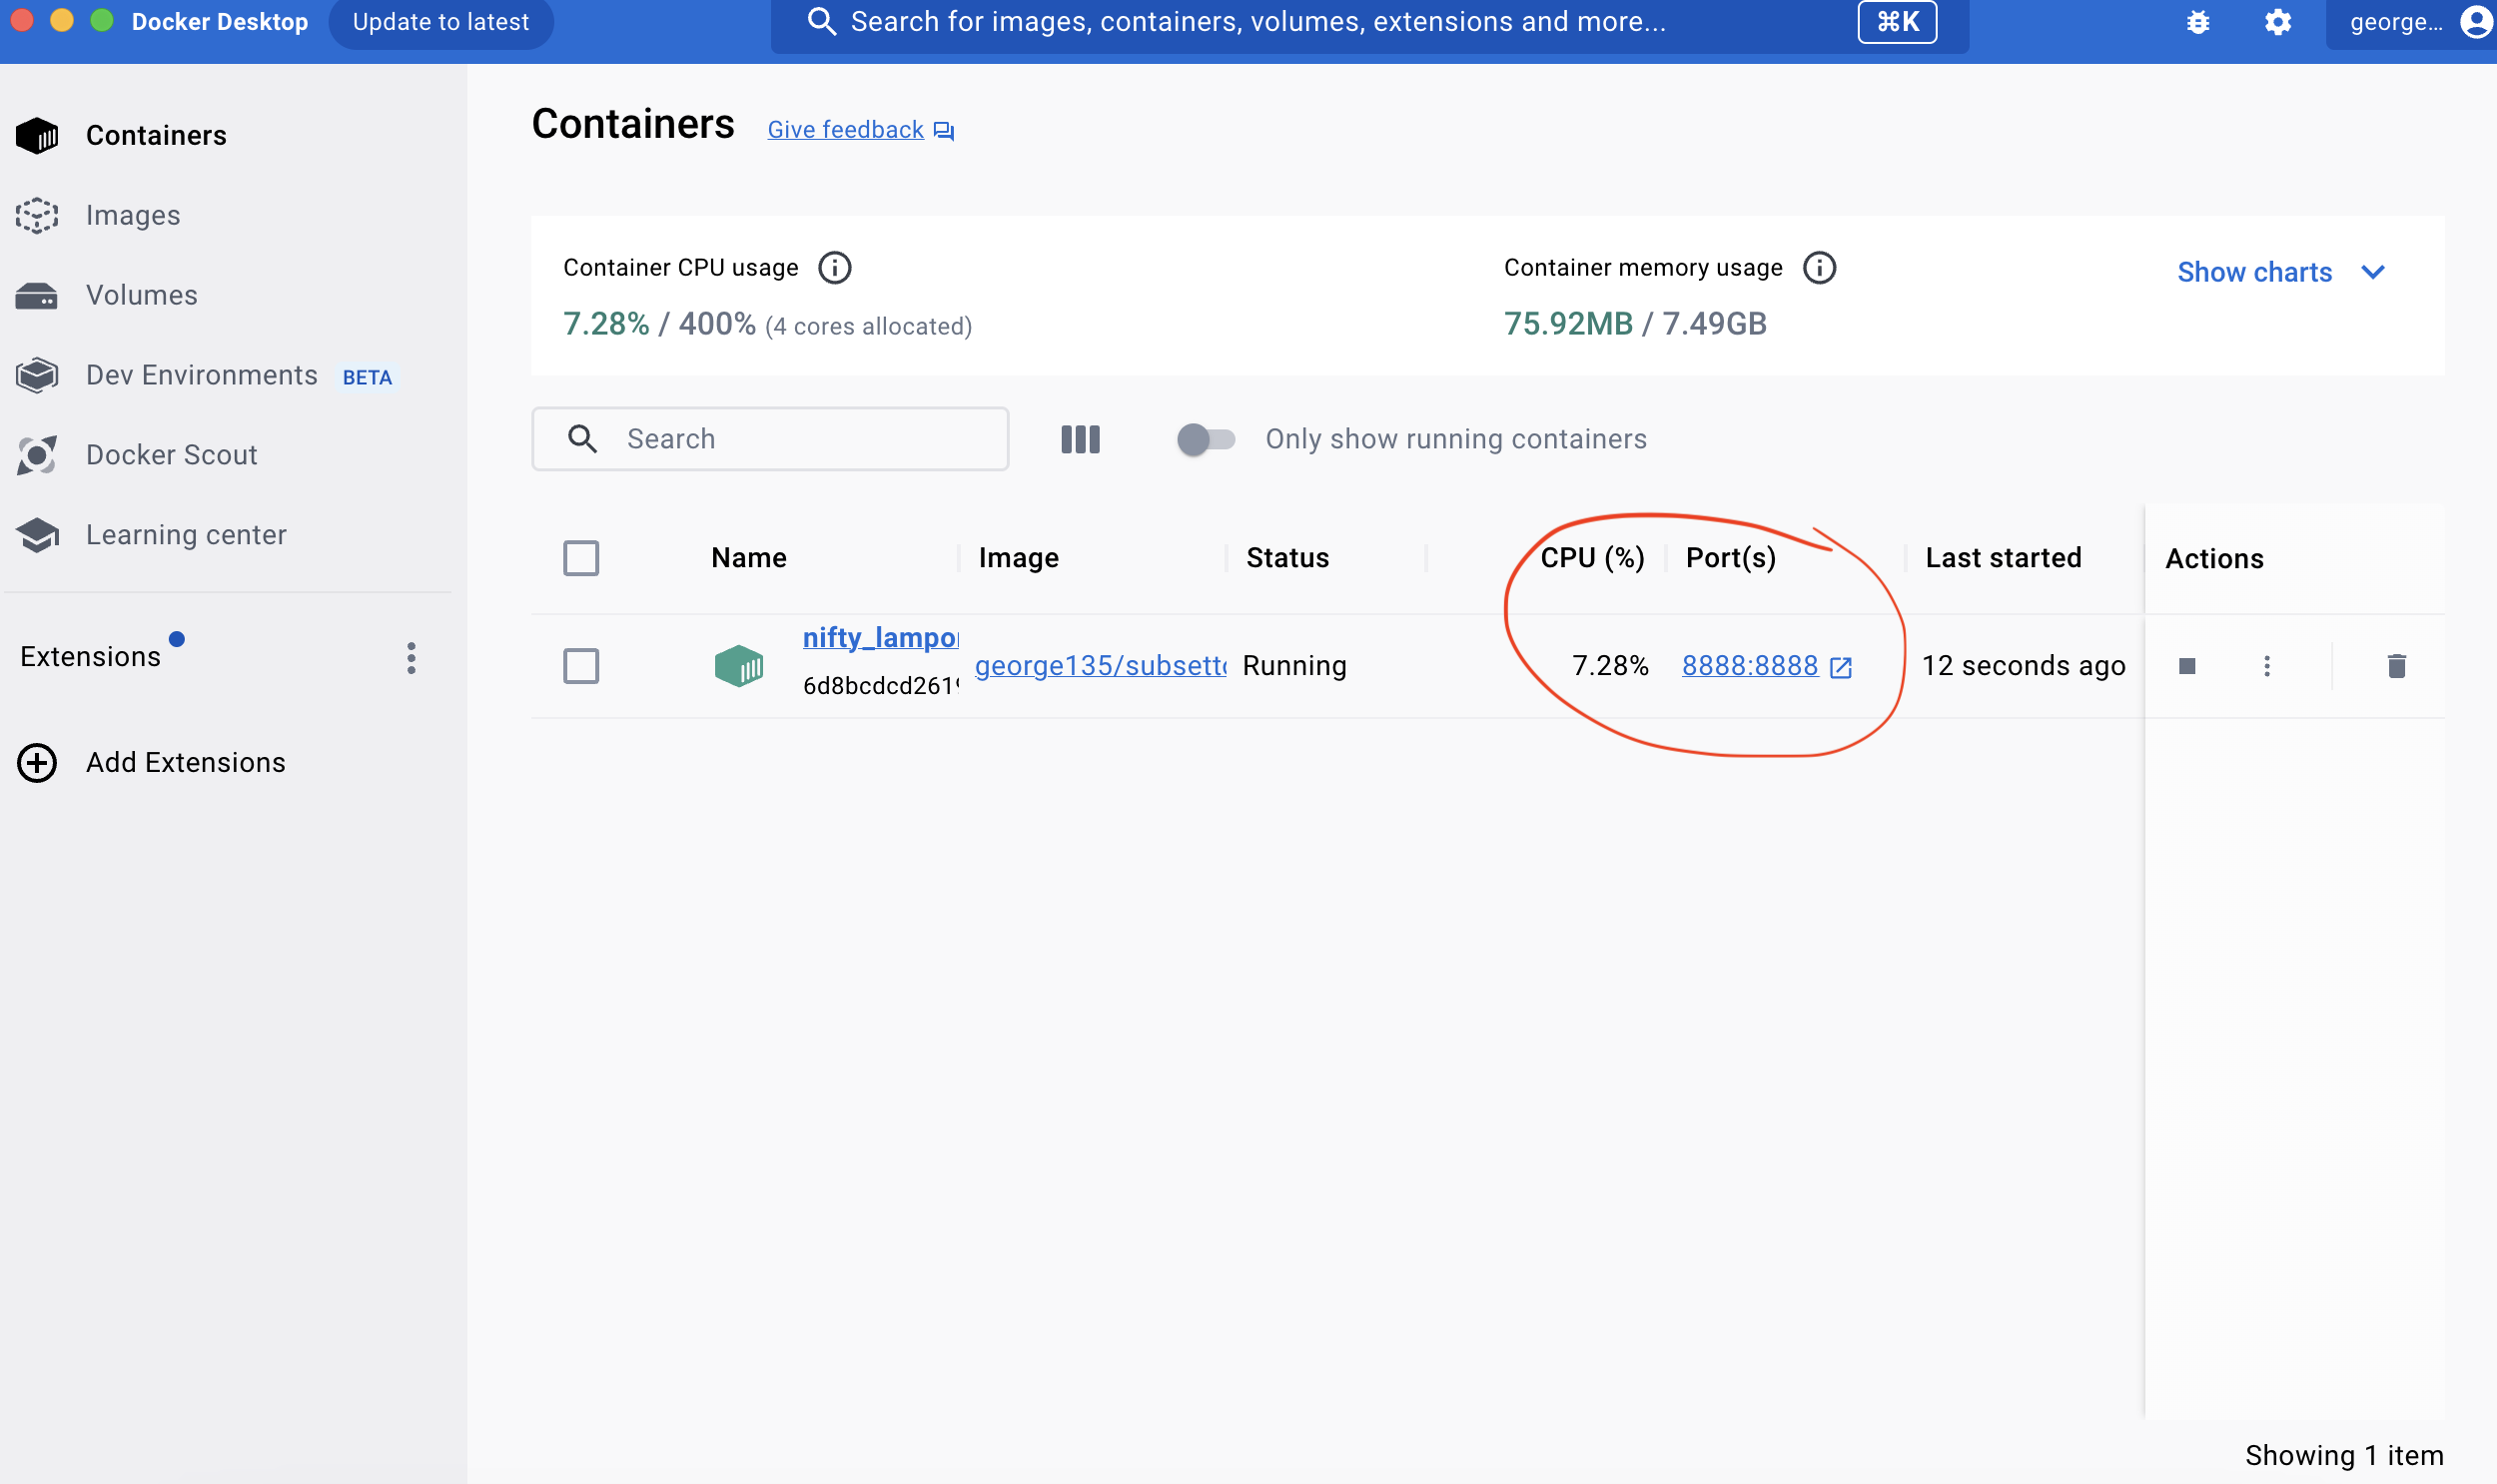 Docker Desktop Update to latest Search for images, containers, volumes, extensions and more... ⌘K george...
Containers
Images
Volumes
Dev Environments BETA
Docker Scout
Learning center
Extensions
Add Extensions
Containers Give feedback
Container CPU usage
7.28% / 400% (4 cores allocated)
Container memory usage
75.92MB / 7.49GB
Show charts
Search
Only show running containers
Name Image Status CPU (%) Port(s) Last started Actions
nifty_lampo
6d8bcdcd261
george135/subsett Running 7.28% 8888:8888 12 seconds ago
Showing 1 item